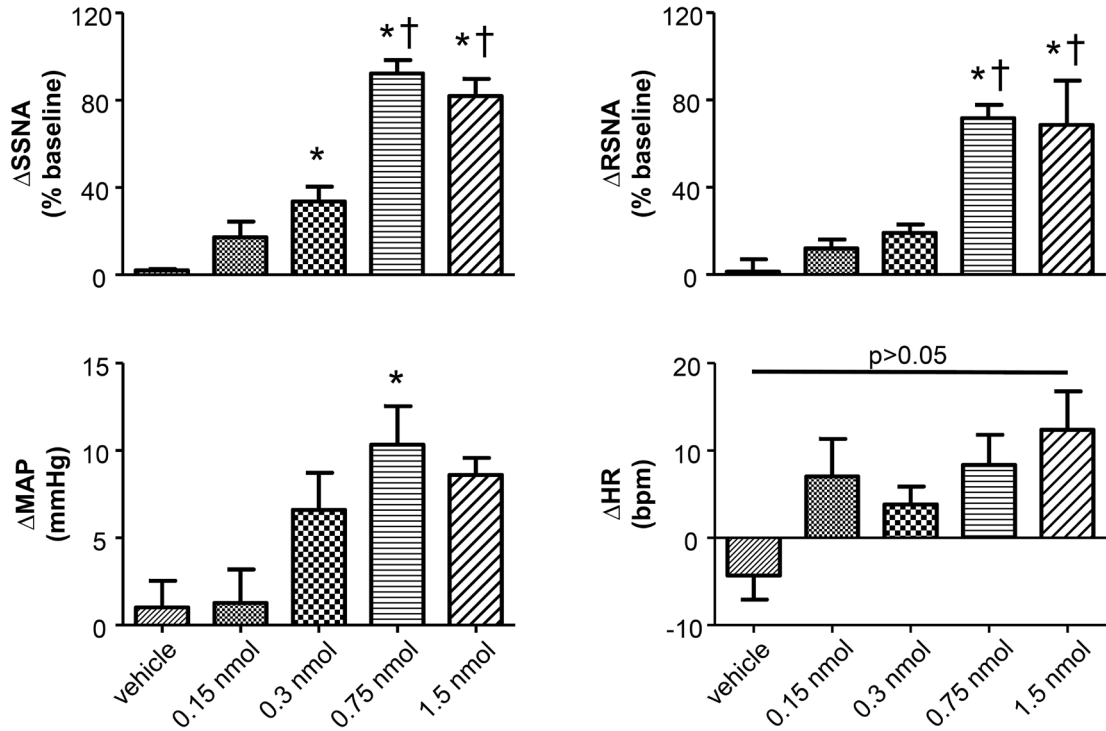 120
80
40
0
ΔSSNA
(% baseline)
*
*†
*†
120
80
40
0
ΔRSNA
(% baseline)
*†
*†
15
10
5
0
ΔMAP
(mmHg)
*
vehicle
0.15 nmol
0.3 nmol
0.75 nmol
1.5 nmol
20
10
0
-10
ΔHR
(bpm)
p>0.05
vehicle
0.15 nmol
0.3 nmol
0.75 nmol
1.5 nmol